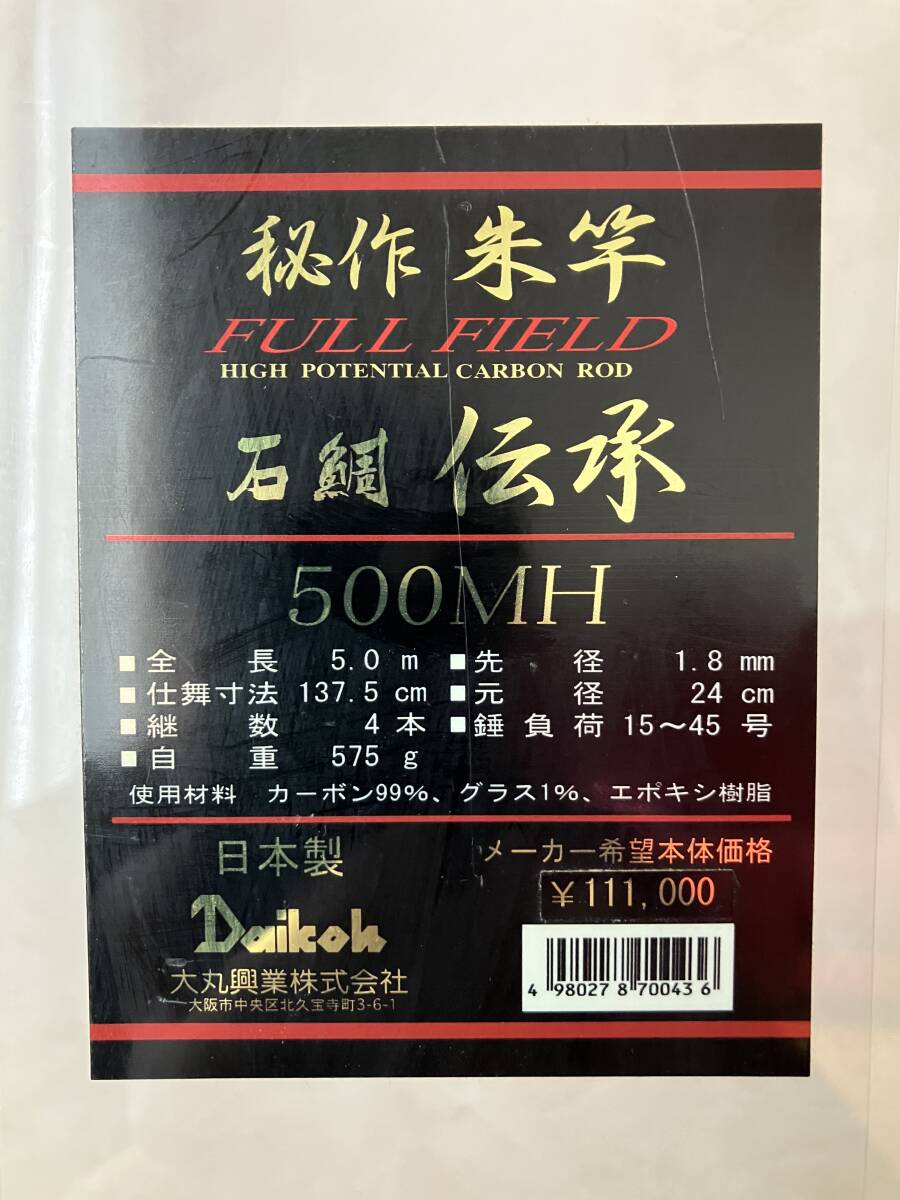 秘作 朱竿
FULL FIELD
HIGH POTENTIAL CARBON ROD
石鯛 伝承
500MH
■全長 5.0 m ■先径 1.8 mm
■仕舞寸法 137.5 cm ■元径 24 cm
■継数 4 本 ■錘負荷 15〜45 号
■自重 575 g
使用材料 カーボン99%、グラス1%、エポキシ樹脂
日本製 メーカー希望本体価格
¥111,000
Daikoh
大丸興業株式会社
大阪市中央区北久宝寺町3-6-1
4 98027 8 70043 6